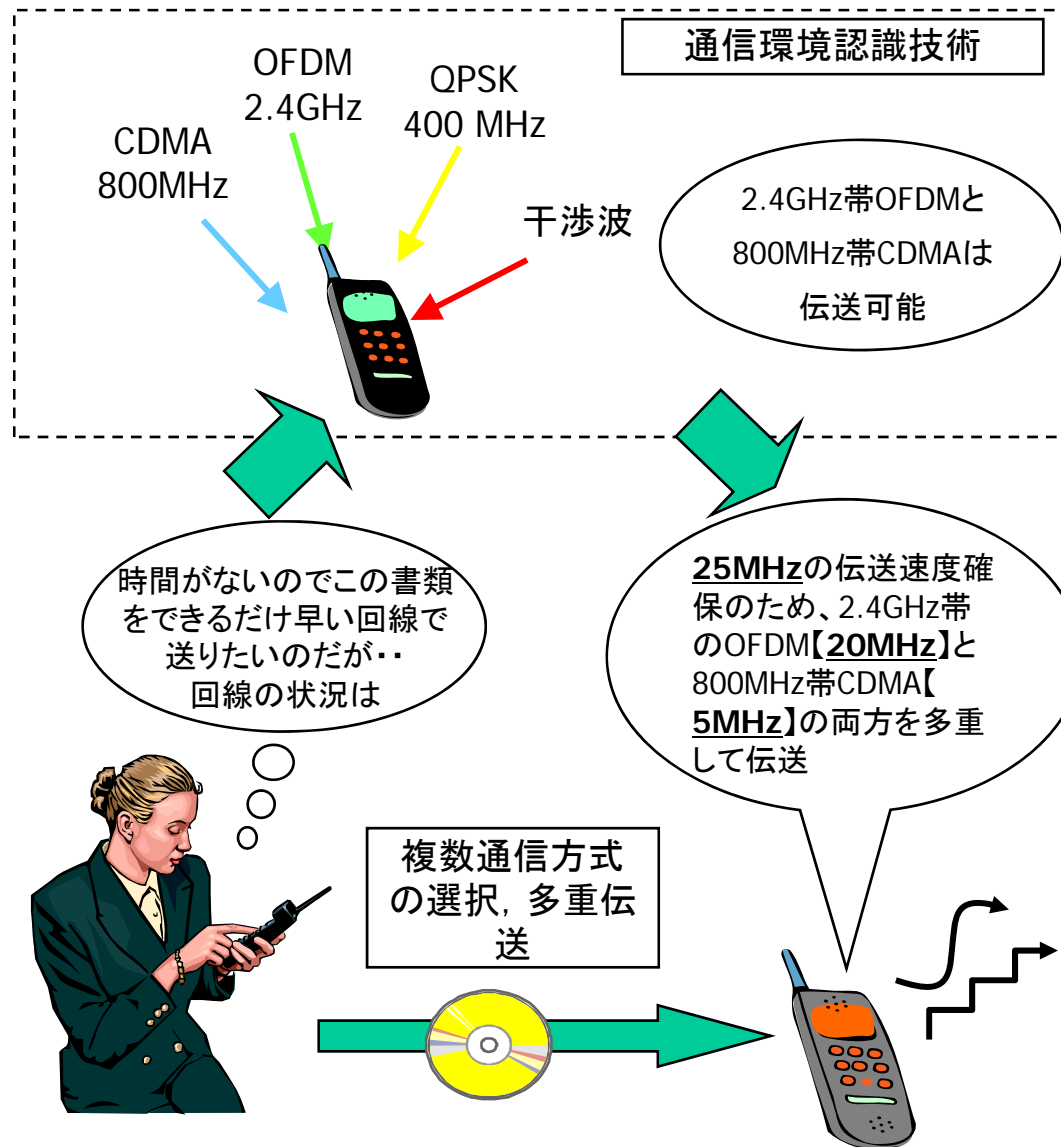 通信環境認識技術
OFDM
2.4GHz
QPSK
400 MHz
CDMA
800MHz
干渉波
2.4GHz帯OFDMと
800MHz帯CDMAは
伝送可能
時間がないのでこの書類
をできるだけ早い回線で
送りたいのだが・・
回線の状況は
25MHzの伝送速度確
保のため、2.4GHz帯
のOFDM【20MHz】と
800MHz帯CDMA【
5MHz】の両方を多重
して伝送
複数通信方式
の選択, 多重伝
送